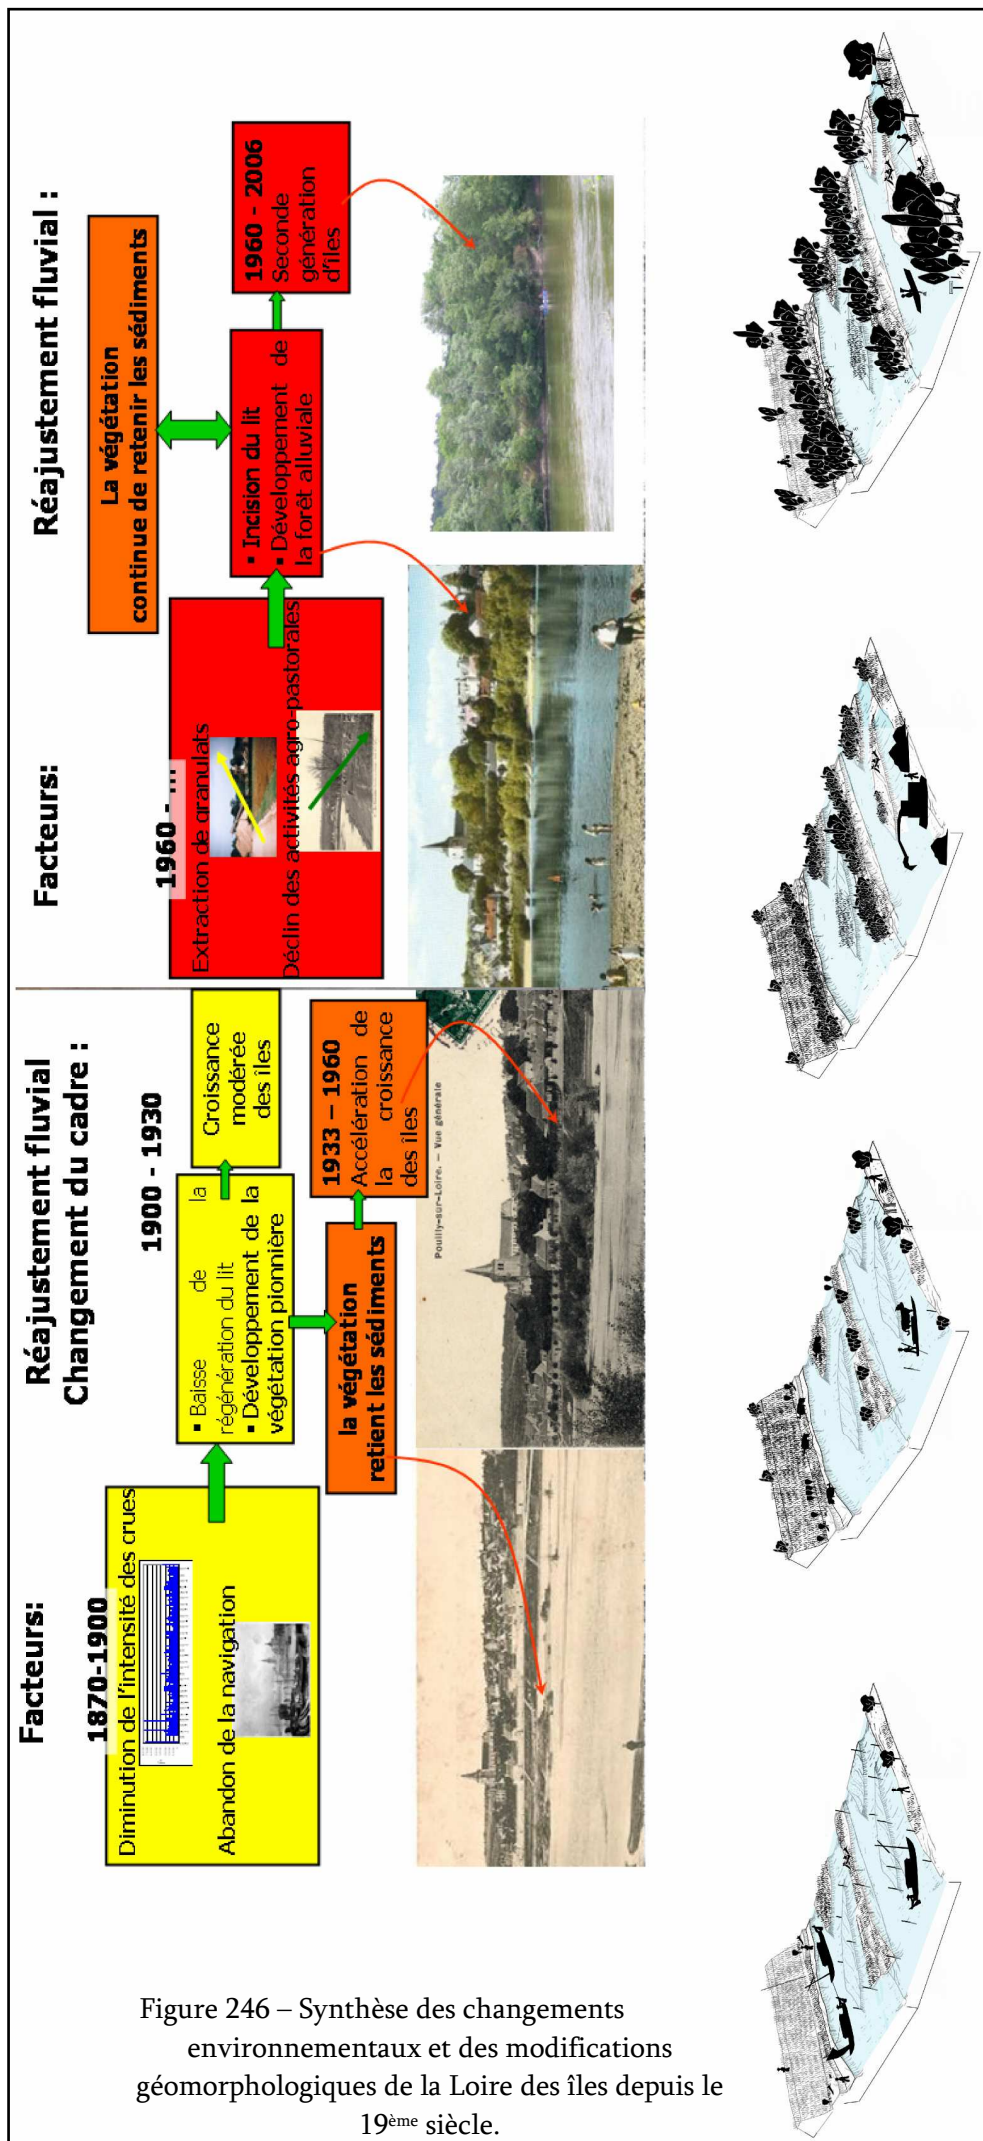 Facteurs:
Réajustement fluvial
Changement du cadre :
1870-1900
Diminution de l'intensité des crues
Abandon de la navigation
▪ Baisse de la
régénération du lit
▪ Développement de la
végétation pionnière
1900 - 1930
Croissance
modérée
des îles
la végétation
retient les sédiments
1933 – 1960
Accélération de
la croissance
des îles
Pouilly-sur-Loire. – Vue générale
Facteurs:
Réajustement fluvial :
1960 - ...
Extraction de granulats
Déclin des activités agro-pastorales
La végétation
continue de retenir les sédiments
▪ Incision du lit
▪ Développement de
la forêt alluviale
1960 - 2006
Seconde
génération
d'îles
Figure 246 – Synthèse des changements
environnementaux et des modifications
géomorphologiques de la Loire des îles depuis le
19ème siècle.